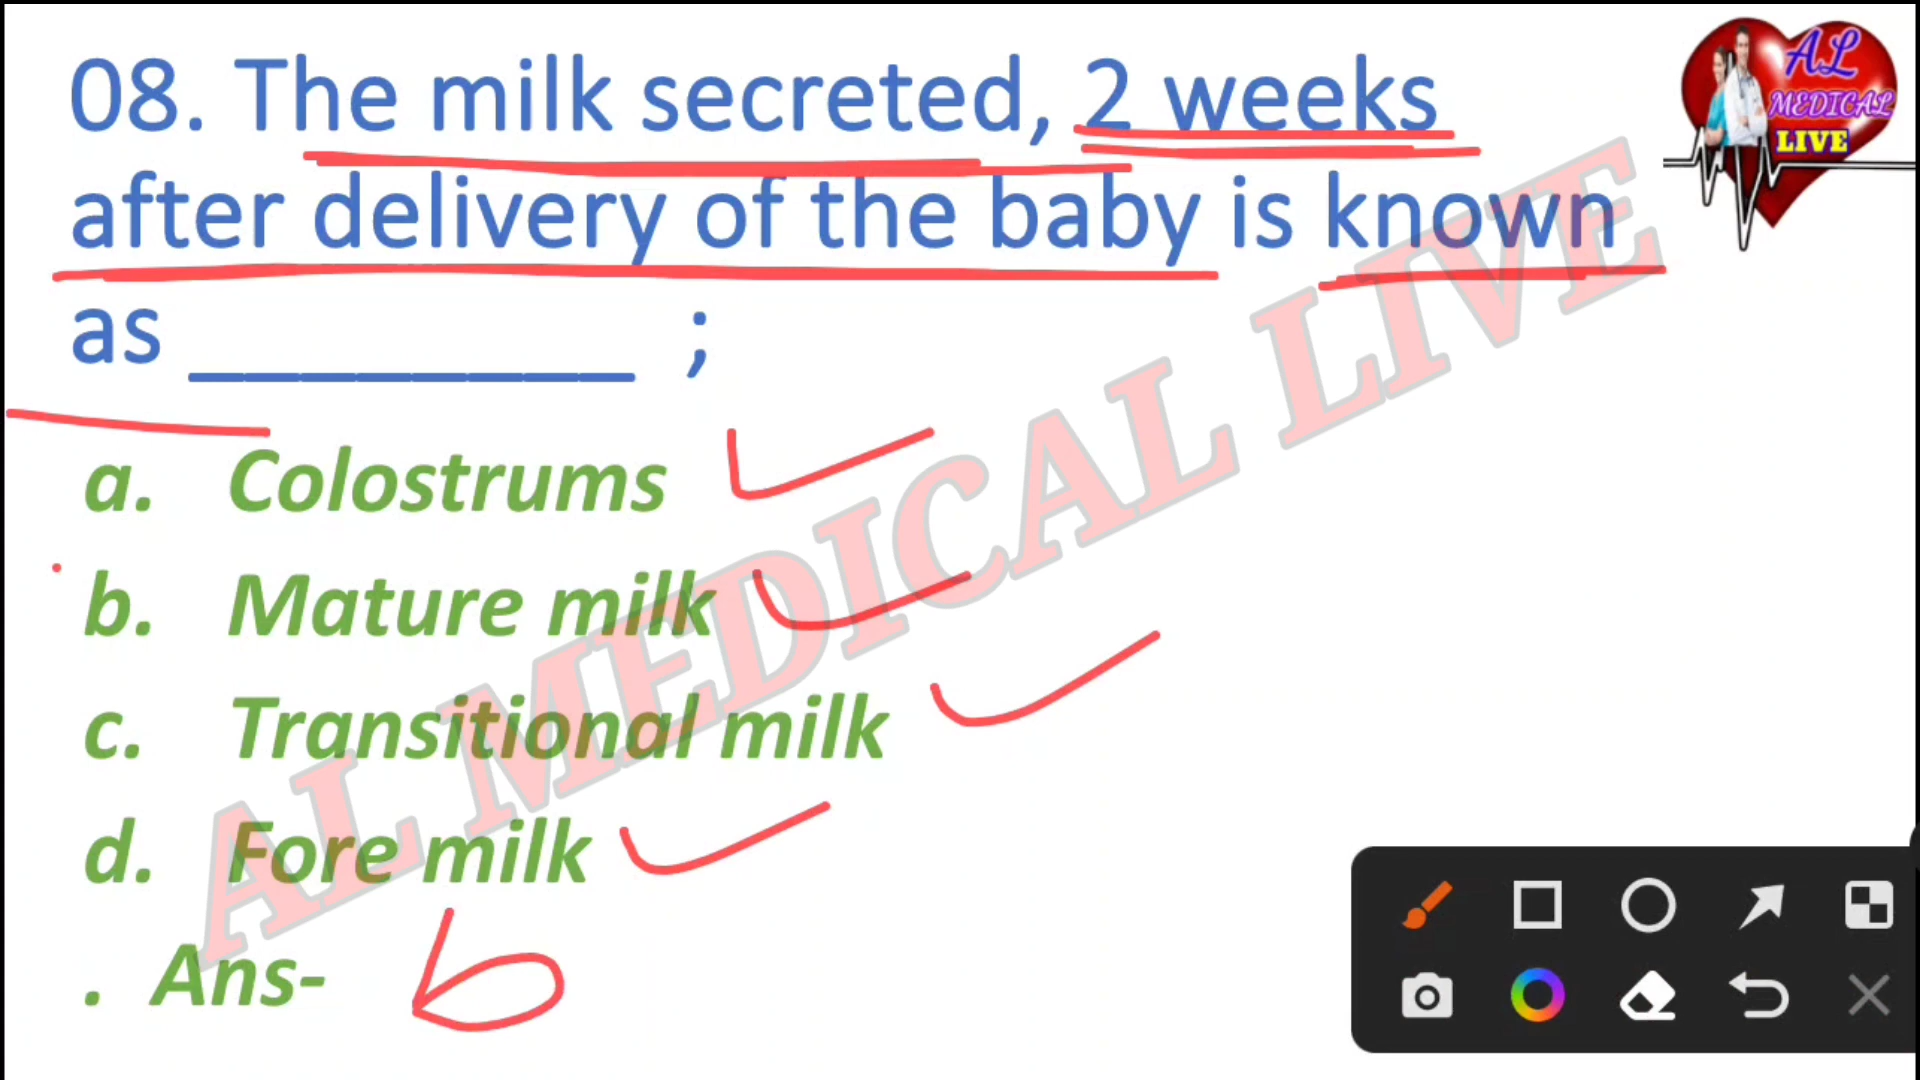 08. The milk secreted, 2 weeks
after delivery of the baby is known
as ________ ;
a. Colostrums
b. Mature milk
c. Transitional milk
d. Fore milk
. Ans- b
AL
MEDICAL
LIVE
AL MEDICAL LIVE